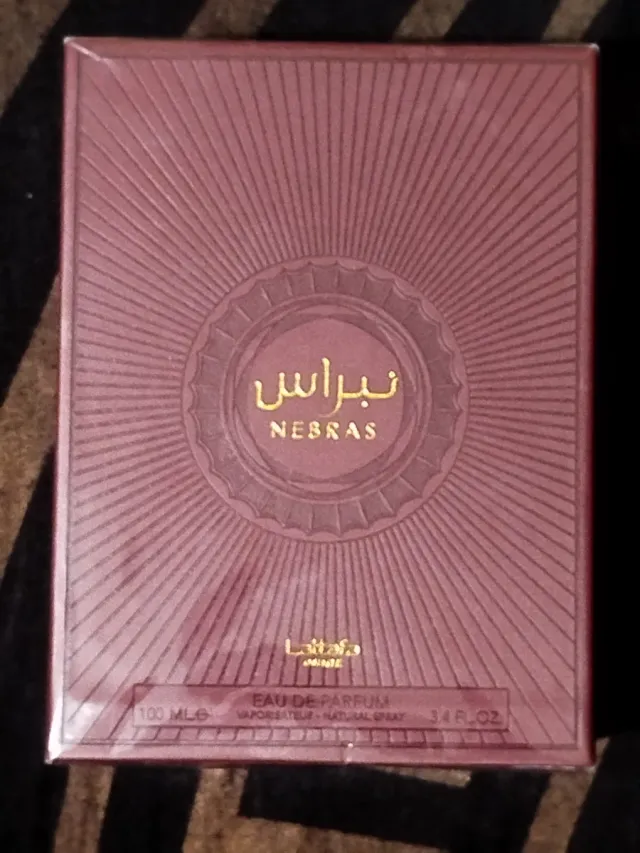 نبراس
NEBRAS
Lattafa
EAU DE PARFUM
100 ML℮ VAPORISATEUR - NATURAL SPRAY 3.4 FL.OZ.